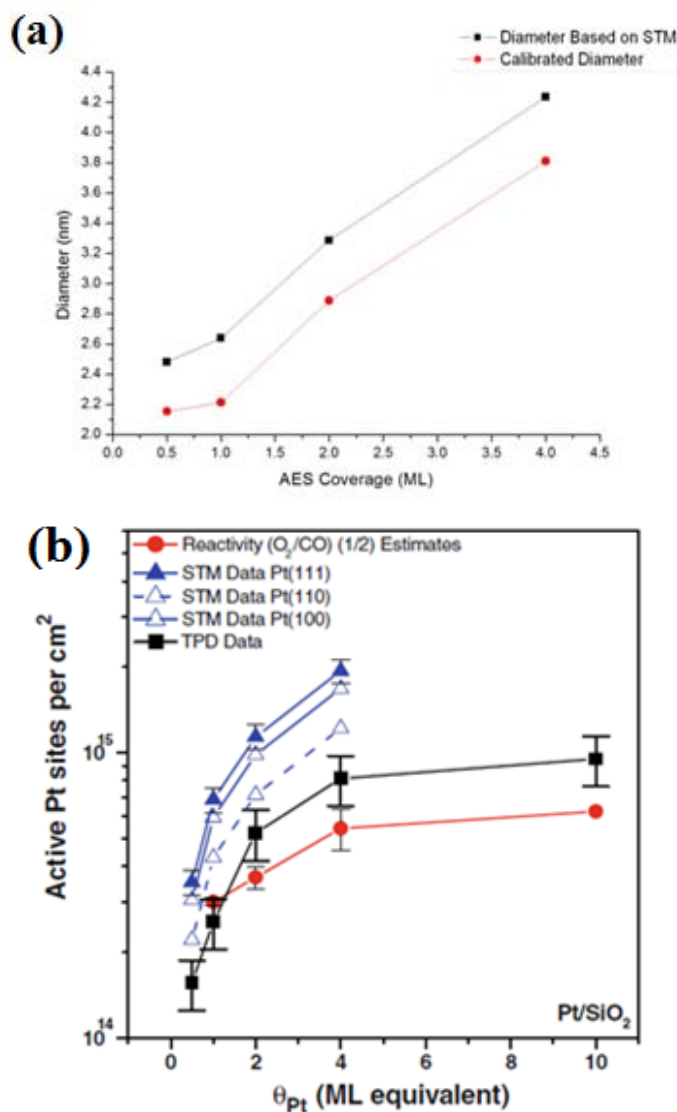 (a)
Diameter Based on STM
Calibrated Diameter
4.4
4.2
4.0
3.8
3.6
3.4
3.2
3.0
2.8
2.6
2.4
2.2
2.0
Diameter (nm)
0.0 0.5 1.0 1.5 2.0 2.5 3.0 3.5 4.0 4.5
AES Coverage (ML)
(b)
Reactivity (O₂/CO) (1/2) Estimates
STM Data Pt(111)
STM Data Pt(110)
STM Data Pt(100)
TPD Data
Active Pt sites per cm²
10¹⁵
10¹⁴
Pt/SiO₂
0 2 4 6 8 10
θPt (ML equivalent)